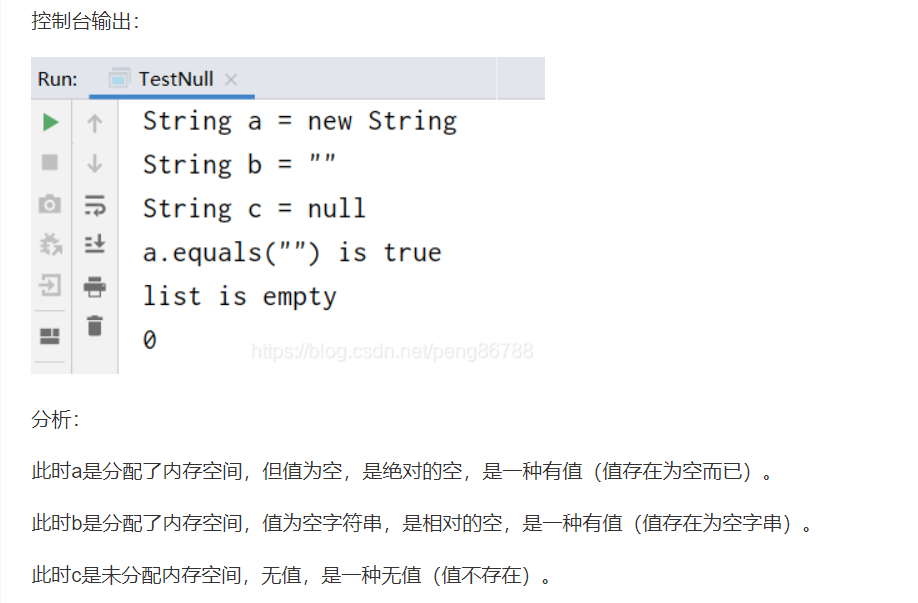 控制台输出：
Run: TestNull
String a = new String
String b = ""
String c = null
a.equals("") is true
list is empty
0
https://blog.csdn.net/peng86788
分析：
此时a是分配了内存空间，但值为空，是绝对的空，是一种有值（值存在为空而已）。
此时b是分配了内存空间，值为空字符串，是相对的空，是一种有值（值存在为空字串）。
此时c是未分配内存空间，无值，是一种无值（值不存在）。